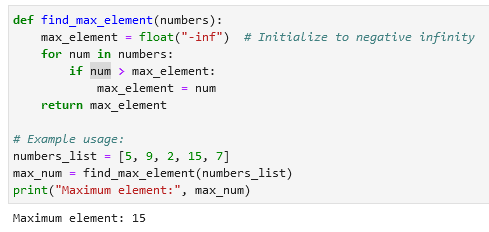 def find_max_element(numbers):
    max_element = float("-inf")  # Initialize to negative infinity
    for num in numbers:
        if num > max_element:
            max_element = num
    return max_element

# Example usage:
numbers_list = [5, 9, 2, 15, 7]
max_num = find_max_element(numbers_list)
print("Maximum element:", max_num)
Maximum element: 15